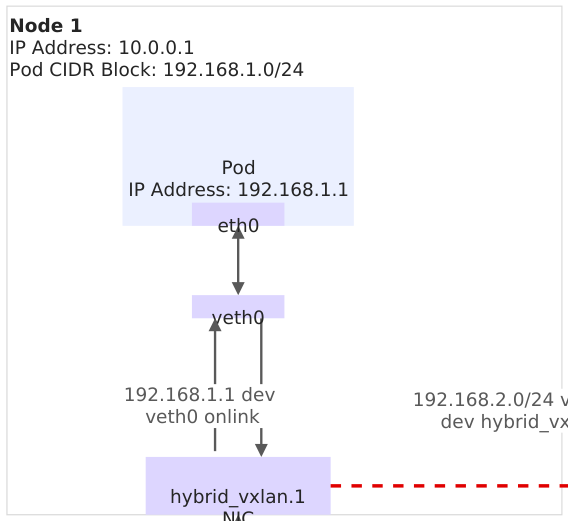 Node 1
IP Address: 10.0.0.1
Pod CIDR Block: 192.168.1.0/24
Pod
IP Address: 192.168.1.1
eth0
veth0
192.168.1.1 dev
veth0 onlink
192.168.2.0/24 v
dev hybrid_vx
hybrid_vxlan.1
NIC